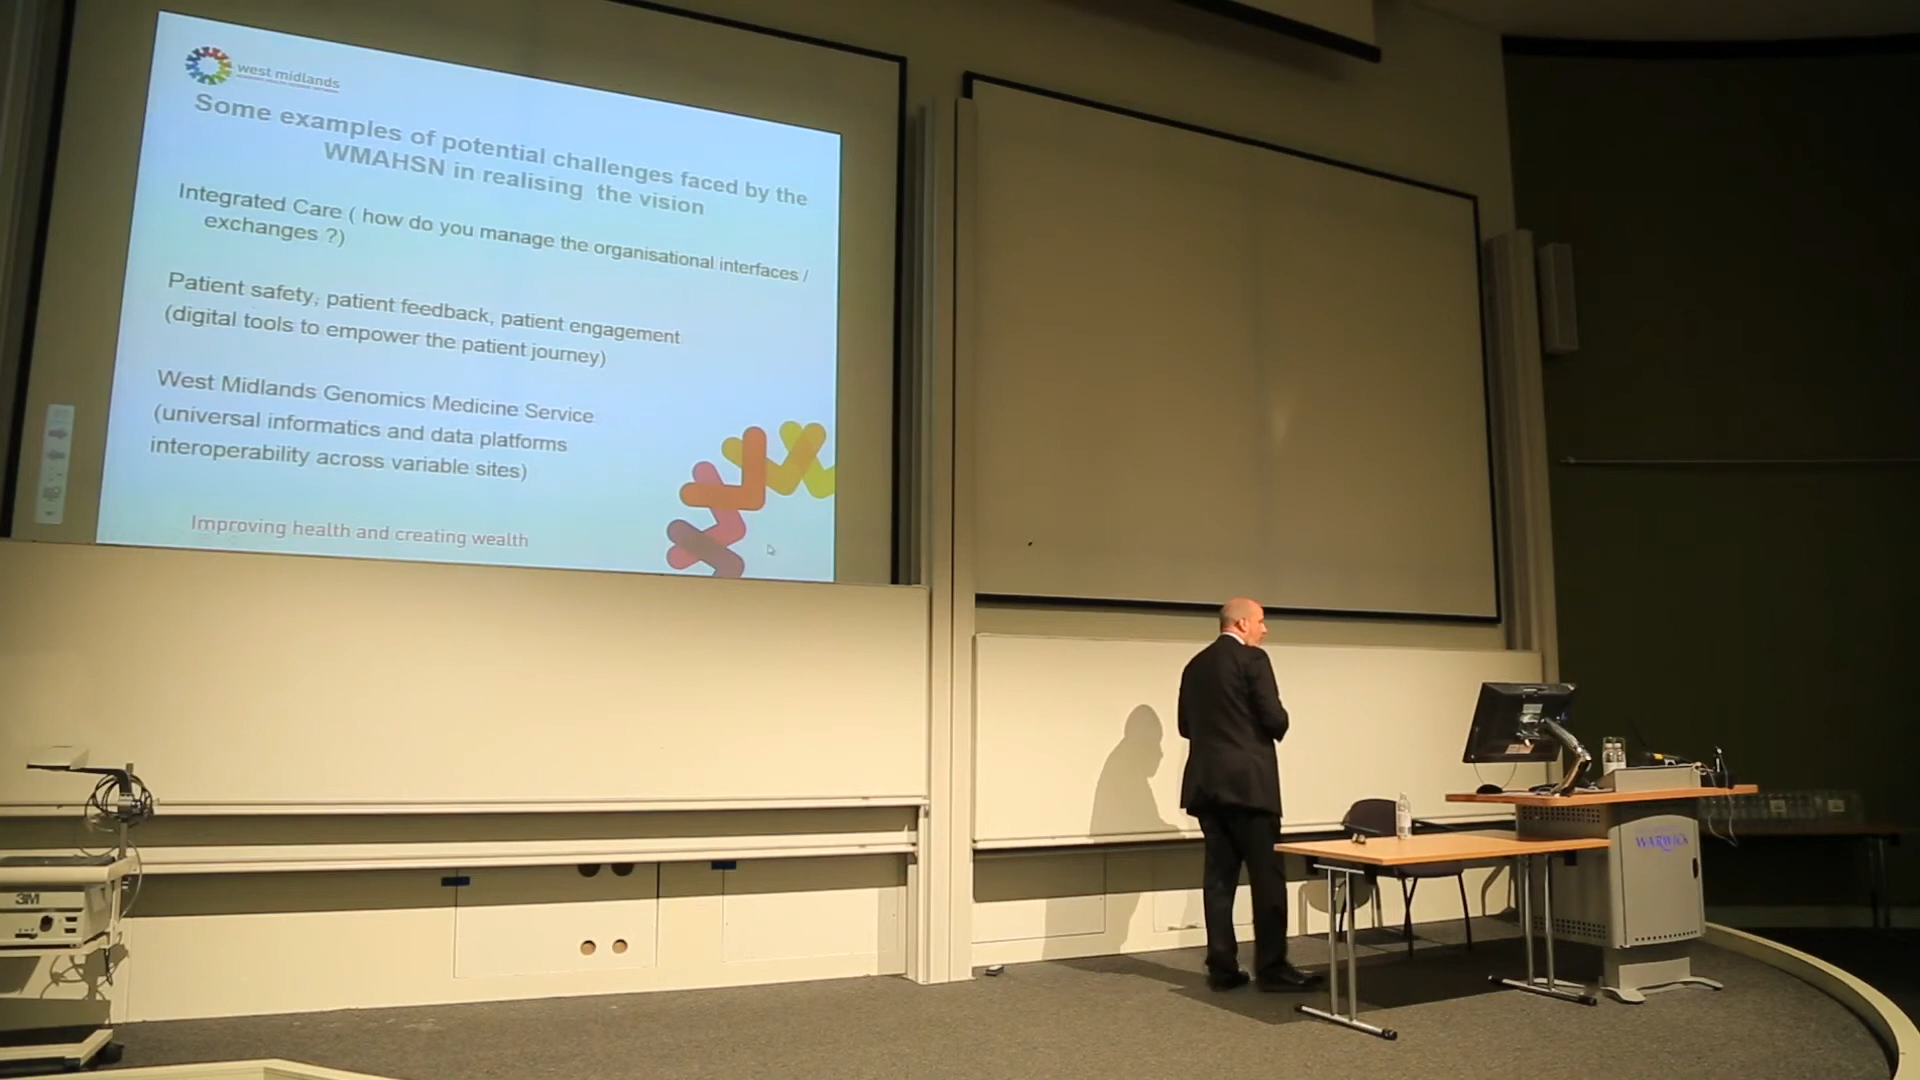 west midlands
Some examples of potential challenges faced by the
WMAHSN in realising the vision
Integrated Care ( how do you manage the organisational interfaces /
exchanges ?)
Patient safety, patient feedback, patient engagement
(digital tools to empower the patient journey)
West Midlands Genomics Medicine Service
(universal informatics and data platforms
interoperability across variable sites)
Improving health and creating wealth
3M
WARWICK